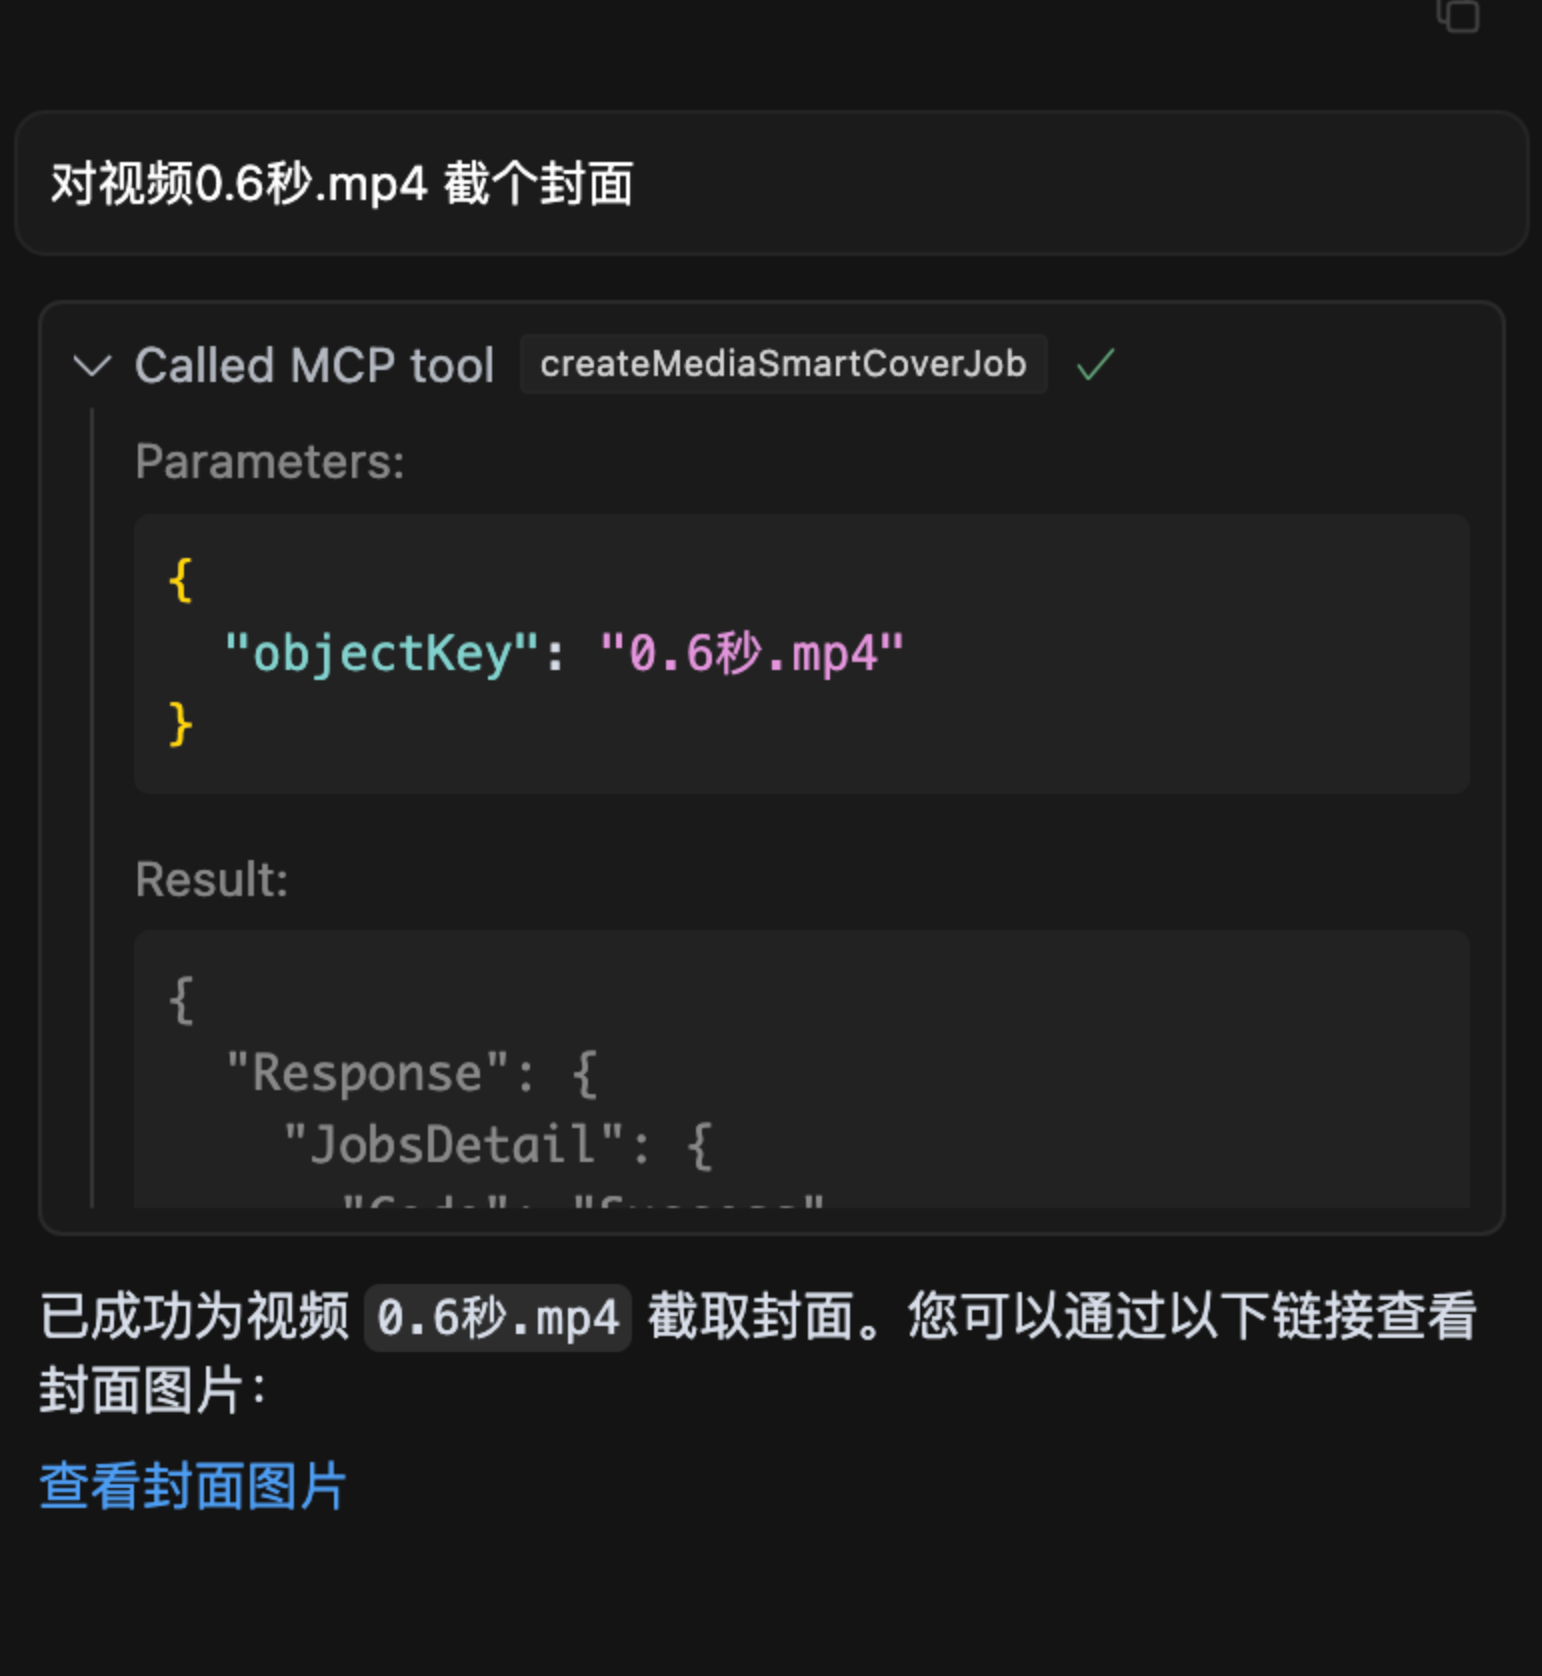 对视频0.6秒.mp4 截个封面
Called MCP tool createMediaSmartCoverJob
Parameters:
{
"objectKey": "0.6秒.mp4"
}
Result:
{
"Response": {
"JobsDetail": {
"Code": "Success"
已成功为视频 0.6秒.mp4 截取封面。您可以通过以下链接查看
封面图片：
查看封面图片